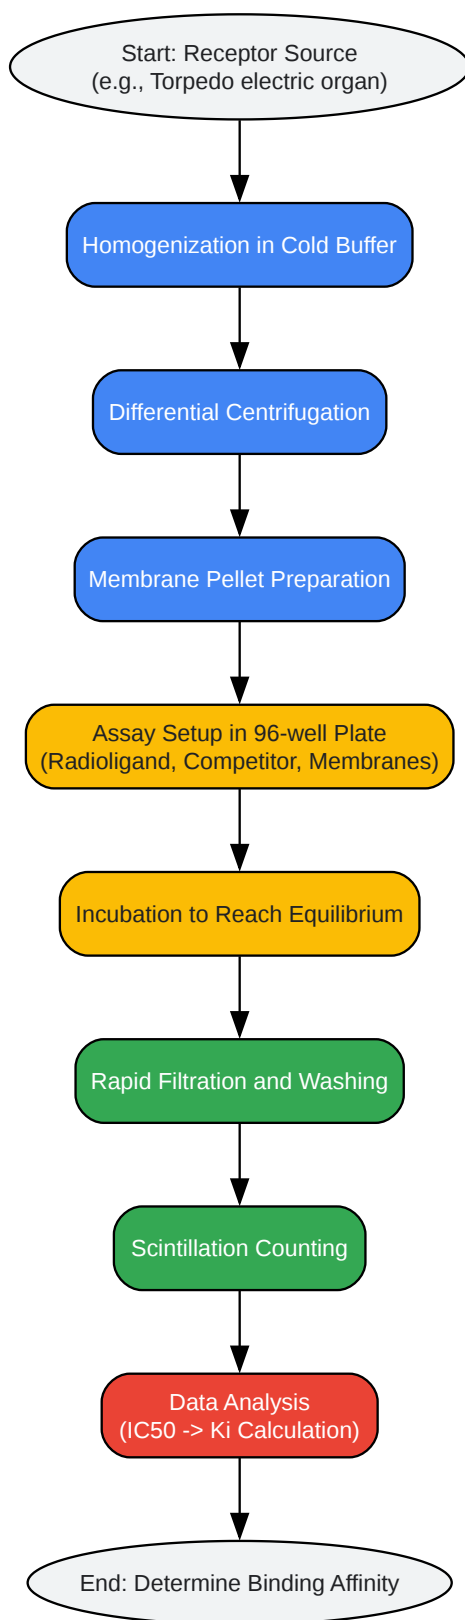 Start: Receptor Source
(e.g., Torpedo electric organ)
Homogenization in Cold Buffer
Differential Centrifugation
Membrane Pellet Preparation
Assay Setup in 96-well Plate
(Radioligand, Competitor, Membranes)
Incubation to Reach Equilibrium
Rapid Filtration and Washing
Scintillation Counting
Data Analysis
(IC50 -> Ki Calculation)
End: Determine Binding Affinity